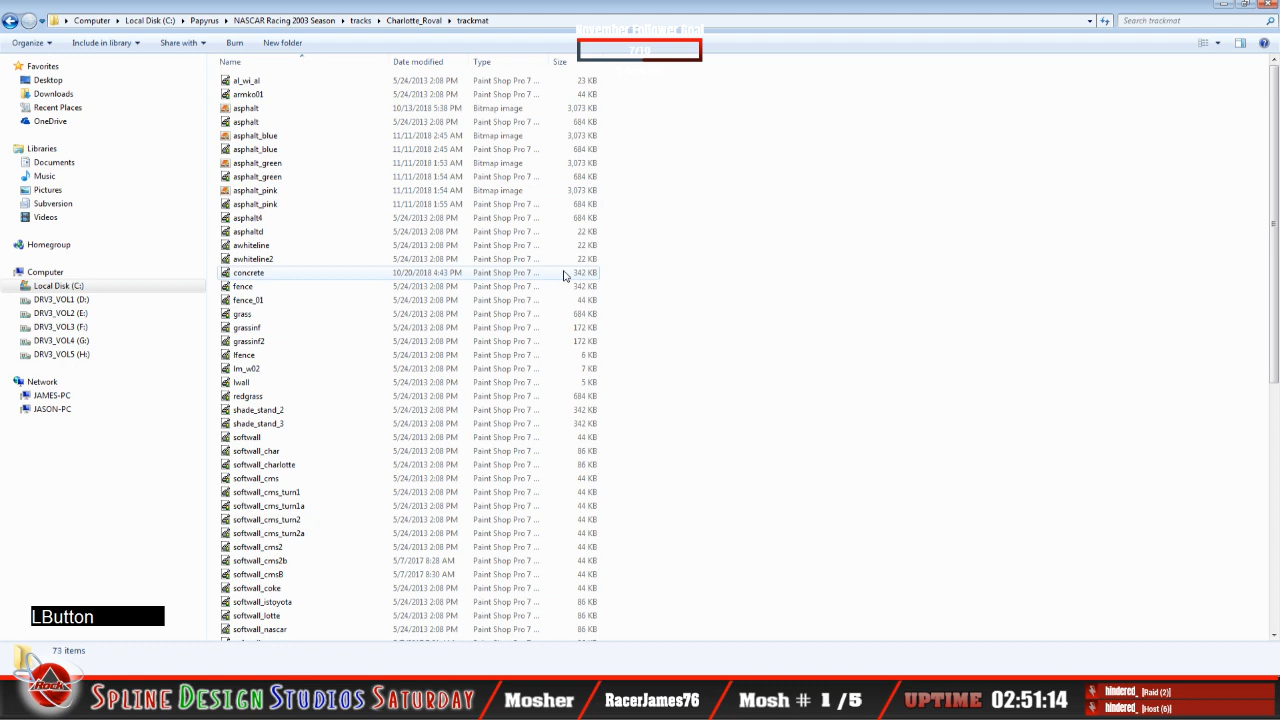 Computer ▸ Local Disk (C:) ▸ Papyrus ▸ NASCAR Racing 2003 Season ▸ tracks ▸ Charlotte_Roval ▸ trackmat
Search trackmat
Organize Include in library Share with Burn New folder
November Follower Goal
7/10
Name Date modified Type Size
Favorites
Desktop
Downloads
Recent Places
OneDrive
Libraries
Documents
Music
Pictures
Subversion
Videos
Homegroup
Computer
Local Disk (C:)
DRV3_VOL1 (D:)
DRV3_VOL2 (E:)
DRV3_VOL3 (F:)
DRV3_VOL4 (G:)
DRV3_VOL5 (H:)
Network
JAMES-PC
JASON-PC
al_wi_al 5/24/2013 2:08 PM Paint Shop Pro 7 ... 23 KB
armko01 5/24/2013 2:08 PM Paint Shop Pro 7 ... 44 KB
asphalt 10/13/2018 5:38 PM Bitmap image 3,073 KB
asphalt 5/24/2013 2:08 PM Paint Shop Pro 7 ... 684 KB
asphalt_blue 11/11/2018 2:45 AM Bitmap image 3,073 KB
asphalt_blue 11/11/2018 2:45 AM Paint Shop Pro 7 ... 684 KB
asphalt_green 11/11/2018 1:53 AM Bitmap image 3,073 KB
asphalt_green 11/11/2018 1:54 AM Paint Shop Pro 7 ... 684 KB
asphalt_pink 11/11/2018 1:54 AM Bitmap image 3,073 KB
asphalt_pink 11/11/2018 1:55 AM Paint Shop Pro 7 ... 684 KB
asphalt4 5/24/2013 2:08 PM Paint Shop Pro 7 ... 684 KB
asphaltd 5/24/2013 2:08 PM Paint Shop Pro 7 ... 22 KB
awhiteline 5/24/2013 2:08 PM Paint Shop Pro 7 ... 22 KB
awhiteline2 5/24/2013 2:08 PM Paint Shop Pro 7 ... 22 KB
concrete 10/20/2018 4:43 PM Paint Shop Pro 7 ... 342 KB
fence 5/24/2013 2:08 PM Paint Shop Pro 7 ... 342 KB
fence_01 5/24/2013 2:08 PM Paint Shop Pro 7 ... 44 KB
grass 5/24/2013 2:08 PM Paint Shop Pro 7 ... 684 KB
grassinf 5/24/2013 2:08 PM Paint Shop Pro 7 ... 172 KB
grassinf2 5/24/2013 2:08 PM Paint Shop Pro 7 ... 172 KB
lfence 5/24/2013 2:08 PM Paint Shop Pro 7 ... 6 KB
lm_w02 5/24/2013 2:08 PM Paint Shop Pro 7 ... 7 KB
lwall 5/24/2013 2:08 PM Paint Shop Pro 7 ... 5 KB
redgrass 5/24/2013 2:08 PM Paint Shop Pro 7 ... 684 KB
shade_stand_2 5/24/2013 2:08 PM Paint Shop Pro 7 ... 342 KB
shade_stand_3 5/24/2013 2:08 PM Paint Shop Pro 7 ... 342 KB
softwall 5/24/2013 2:08 PM Paint Shop Pro 7 ... 44 KB
softwall_char 5/24/2013 2:08 PM Paint Shop Pro 7 ... 86 KB
softwall_charlotte 5/24/2013 2:08 PM Paint Shop Pro 7 ... 86 KB
softwall_cms 5/24/2013 2:08 PM Paint Shop Pro 7 ... 44 KB
softwall_cms_turn1 5/24/2013 2:08 PM Paint Shop Pro 7 ... 44 KB
softwall_cms_turn1a 5/24/2013 2:08 PM Paint Shop Pro 7 ... 44 KB
softwall_cms_turn2 5/24/2013 2:08 PM Paint Shop Pro 7 ... 44 KB
softwall_cms_turn2a 5/24/2013 2:08 PM Paint Shop Pro 7 ... 44 KB
softwall_cms2 5/24/2013 2:08 PM Paint Shop Pro 7 ... 44 KB
softwall_cms2b 5/7/2017 8:28 AM Paint Shop Pro 7 ... 44 KB
softwall_cmsB 5/7/2017 8:30 AM Paint Shop Pro 7 ... 44 KB
softwall_coke 5/24/2013 2:08 PM Paint Shop Pro 7 ... 44 KB
softwall_istoyota 5/24/2013 2:08 PM Paint Shop Pro 7 ... 86 KB
softwall_lotte 5/24/2013 2:08 PM Paint Shop Pro 7 ... 86 KB
softwall_nascar 5/24/2013 2:08 PM Paint Shop Pro 7 ... 86 KB
LButton
73 items
SPLINE DESIGN STUDIOS SATURDAY Mosher RacerJames76 Mosh # 1 / 5 UPTIME 02:51:14
hindered_ [Raid (2)]
hindered_ [Host (6)]